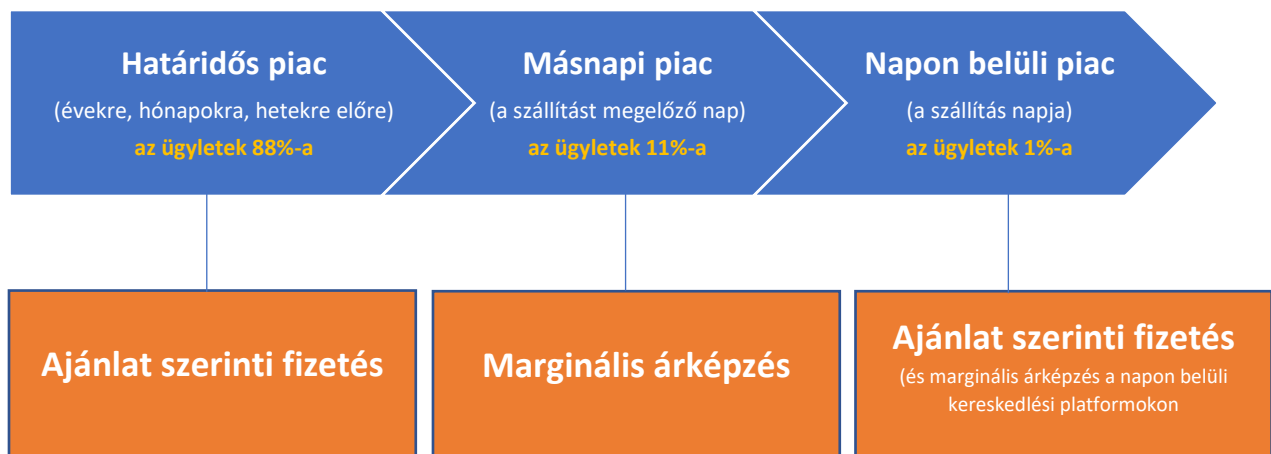 Határidős piac
(évekre, hónapokra, hetekre előre)
az ügyletek 88%-a
Másnapi piac
(a szállítást megelőző nap)
az ügyletek 11%-a
Napon belüli piac
(a szállítás napja)
az ügyletek 1%-a
Ajánlat szerinti fizetés
Marginális árképzés
Ajánlat szerinti fizetés
(és marginális árképzés a napon belüli
kereskedlési platformokon